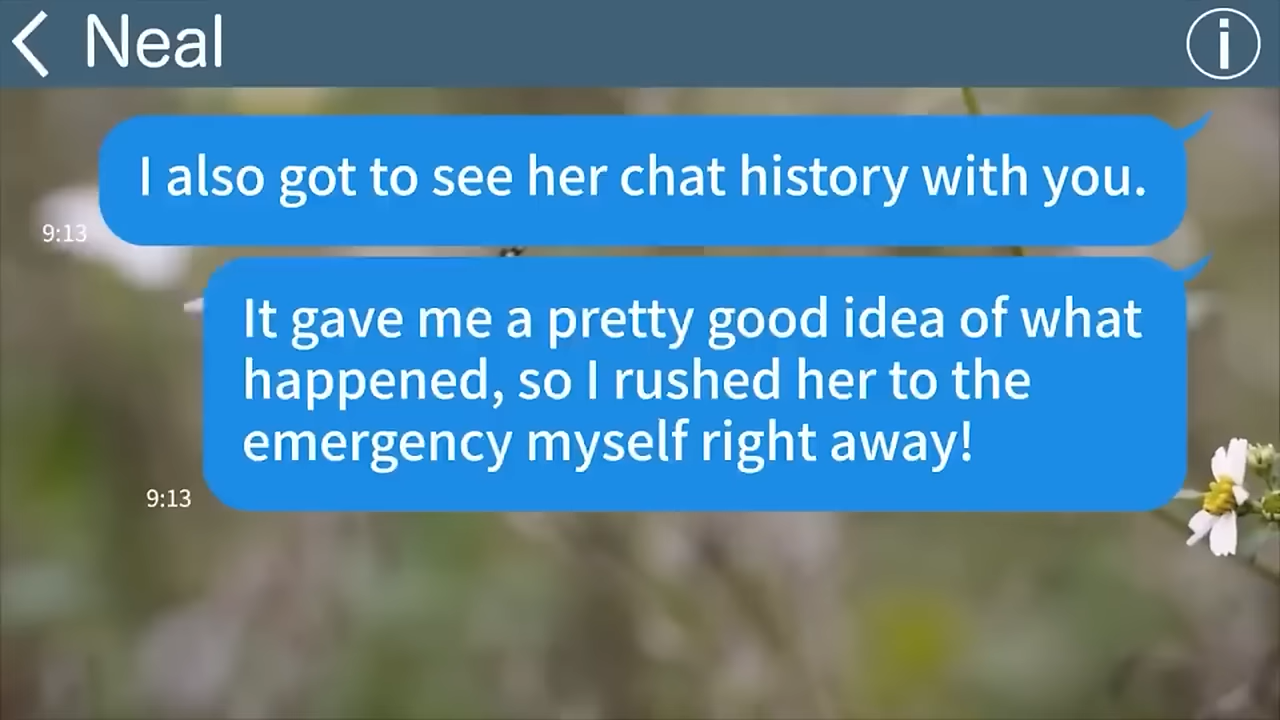 Neal
I also got to see her chat history with you.
9:13
It gave me a pretty good idea of what
happened, so I rushed her to the
emergency myself right away!
9:13